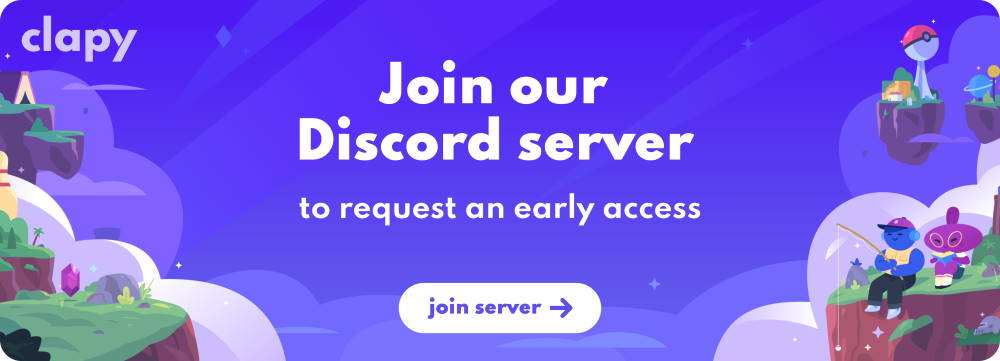 clapy
Join our
Discord server
to request an early access
join server →